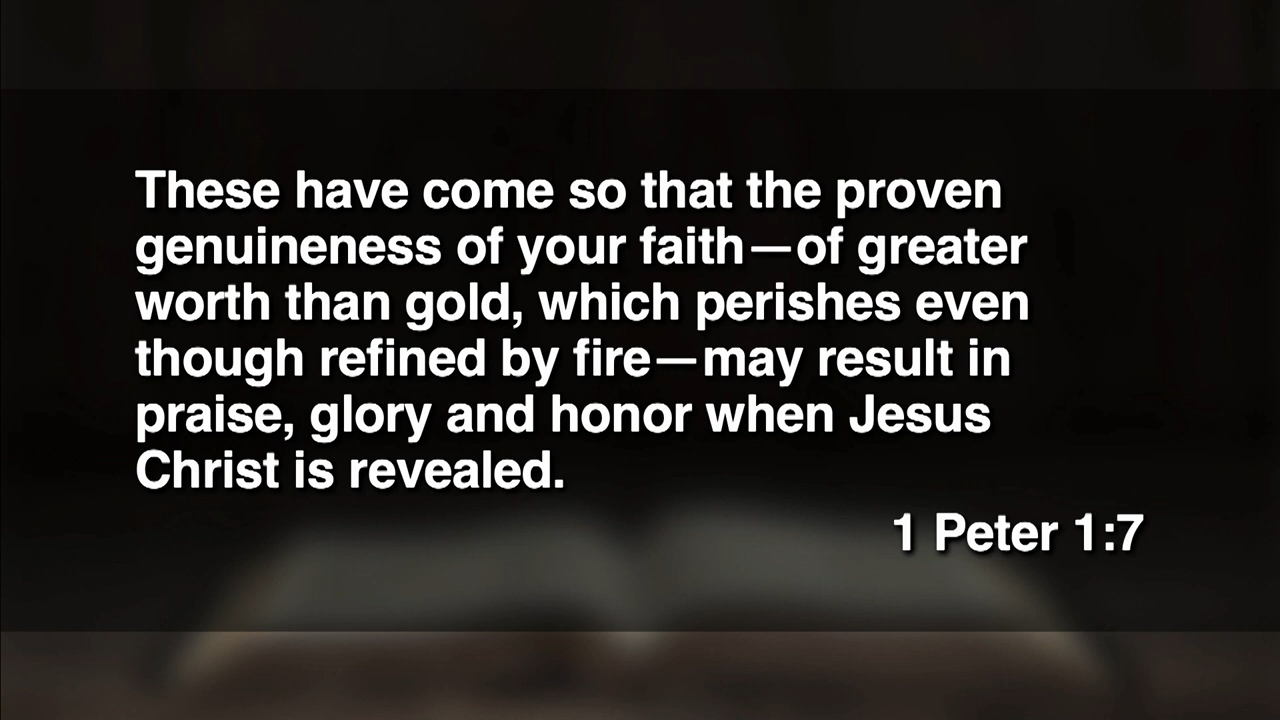 These have come so that the proven
genuineness of your faith—of greater
worth than gold, which perishes even
though refined by fire—may result in
praise, glory and honor when Jesus
Christ is revealed.
1 Peter 1:7